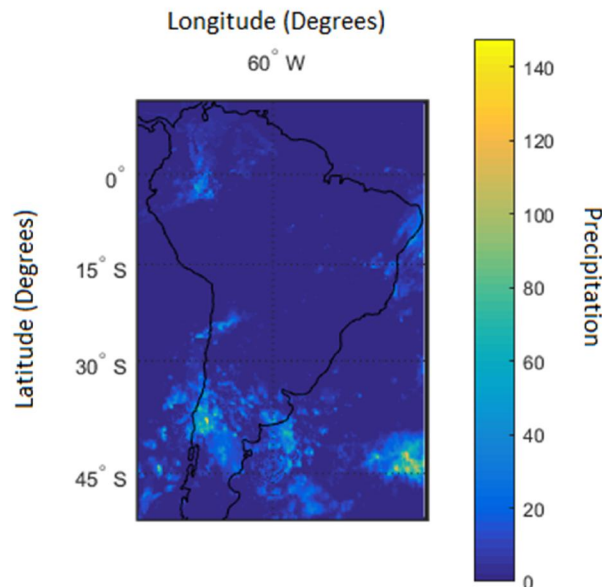 Longitude (Degrees)
60° W
Latitude (Degrees)
0°
15° S
30° S
45° S
140
120
100
80
60
40
20
0
Precipitation